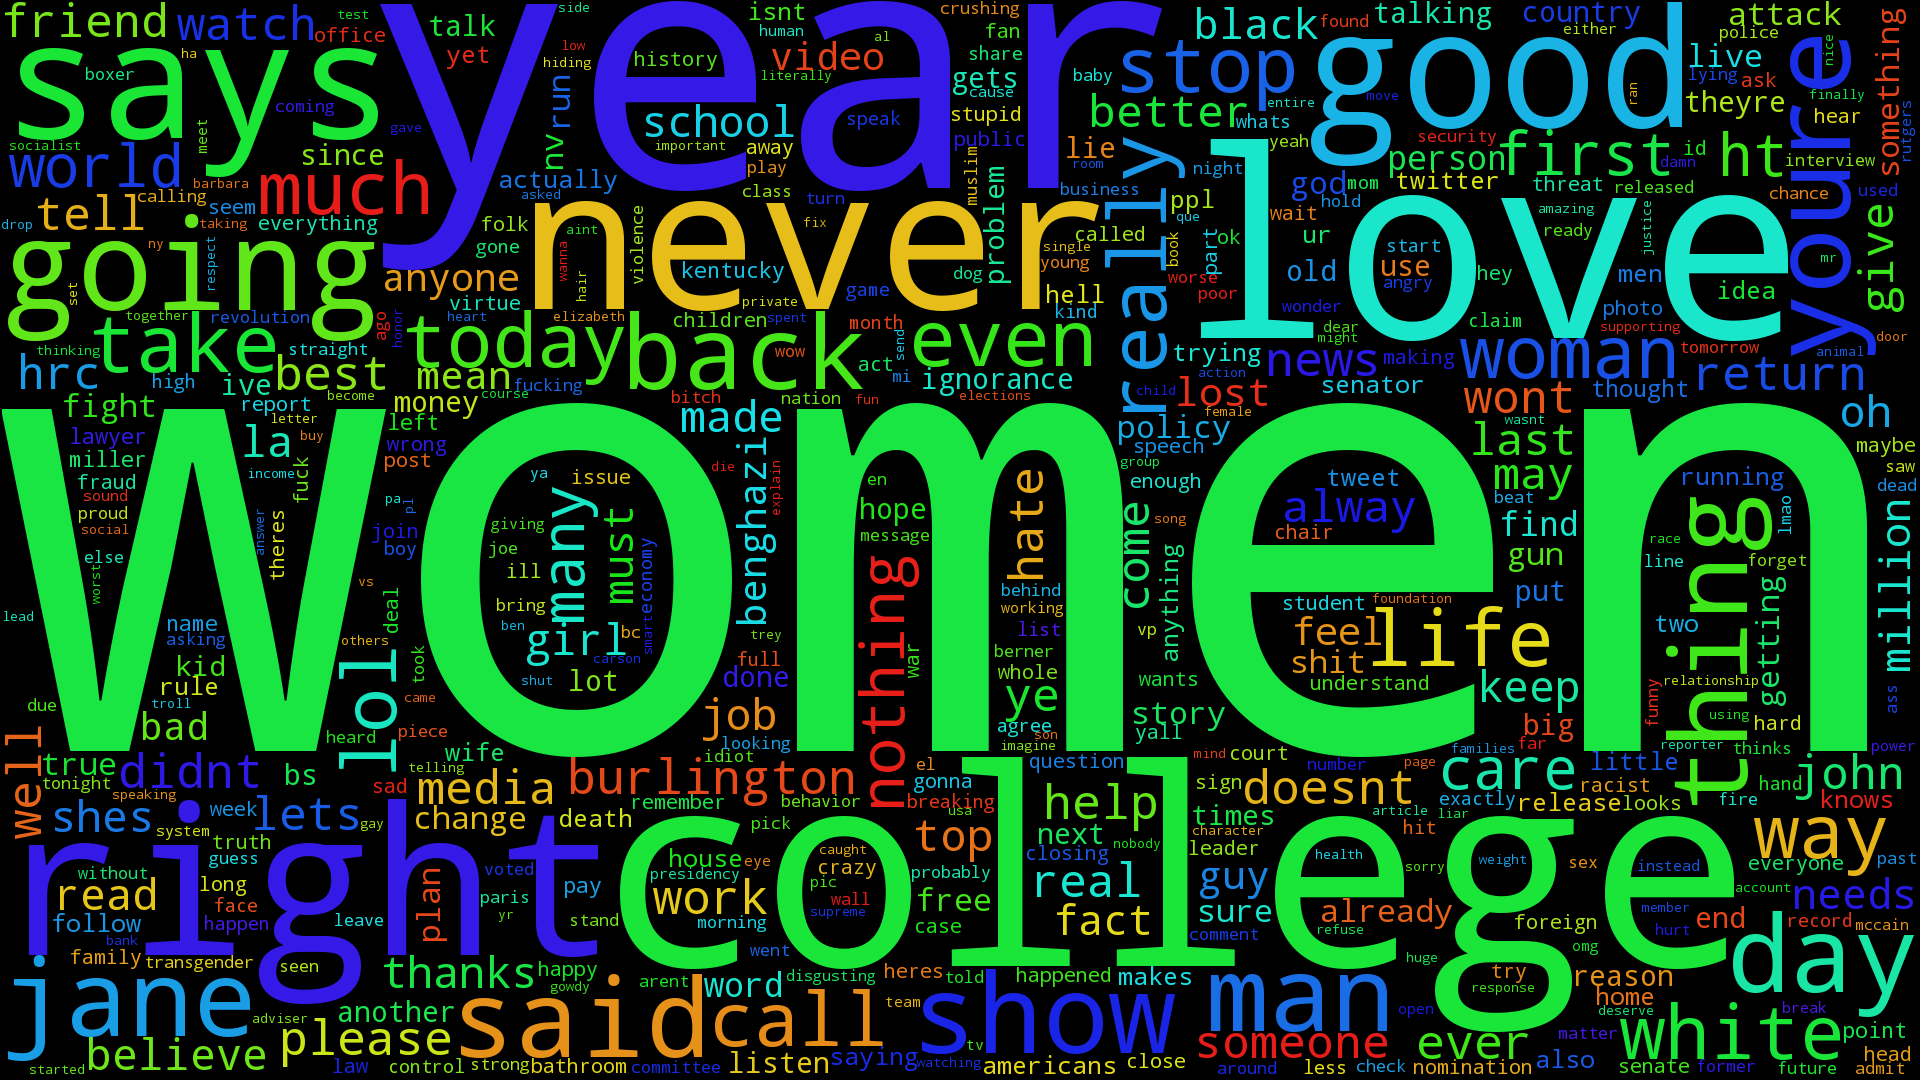 friend watch office talk yet year isnt human video literally crushing fan share gets cause stupid black found talking country either attack police nice something
says boxer ha coming socialist meet gave hiding low side test al history school important inv run speak public baby stop better whats entire yeah good move security ran live lying ask theyre hear finally rutgers youre
world since barbara calling tell much seem everything taking ny drop respect going set together revolution
actually asked folk gone violence never aint wanna hair fix turn class play away private game kentucky virtue anyone heart elizabeth spent dog problem muslim single young called hell kind
really business night ppl que book part ok ur worse poor god mom hold wait twitter person first threat id damn released ht interview chance used
love wonder old start angry use hey men amazing ready justice photo idea mr give animal door supporting tomorrow claim dear might
take thinking straight high ive best hrc ago honor today mean fucking course back children month wow act send mi even ignorance bitch nation fun elections
trying action news making senator lost child female policy speech woman wont thought return wasnt oh maybe
fight report become letter buy money left wrong post made lawyer miller fraud la fuck income sound proud social answer theres else worst
women year issue ya many must giving joe ill bring ben girl bc carson shut lot smarteconomy benghazi die explain trey
en hope message hate nothing behind working list berner whole war ye agree son imagine come group enough song vp anything wants story yall
tweet alway chair student foundation feel life shit understand last may beat find gun put keep big far
running saw dead lmao race line forget thing two getting relationship hard using million ass funny reporter thinks power
lead name asking kid rule due troll bad others heard lol vs join boy pa pl deal took came piece wife telling sad
job full done looking idiot burlington media change remember behavior death el gonna breaking usa question mind court number families page
true tonight didnt bs well shes speaking week lets gay system truth guess without read long face follow happen leave family bank transgender seen
right voted paris yr pay stand plan gowdy college house presidency eye pick work morning caught crazy pic wall supreme probably free case went
top help next closing nobody real fact sign times character leader guy sure comment doesnt article hit liar exactly care health sorry refuse weight
little racist release looks fire hand john knows sex everyone way past instead account needs member hurt end record mccain already foreign omg reason day
jane adviser started believe please another law control strong thanks happy arent said bathroom word disgusting committee call heres team told saying listen watching tv show
happened makes americans close man around someone open less check huge try response nomination ever also home deserve matter white senate former break point future head admit